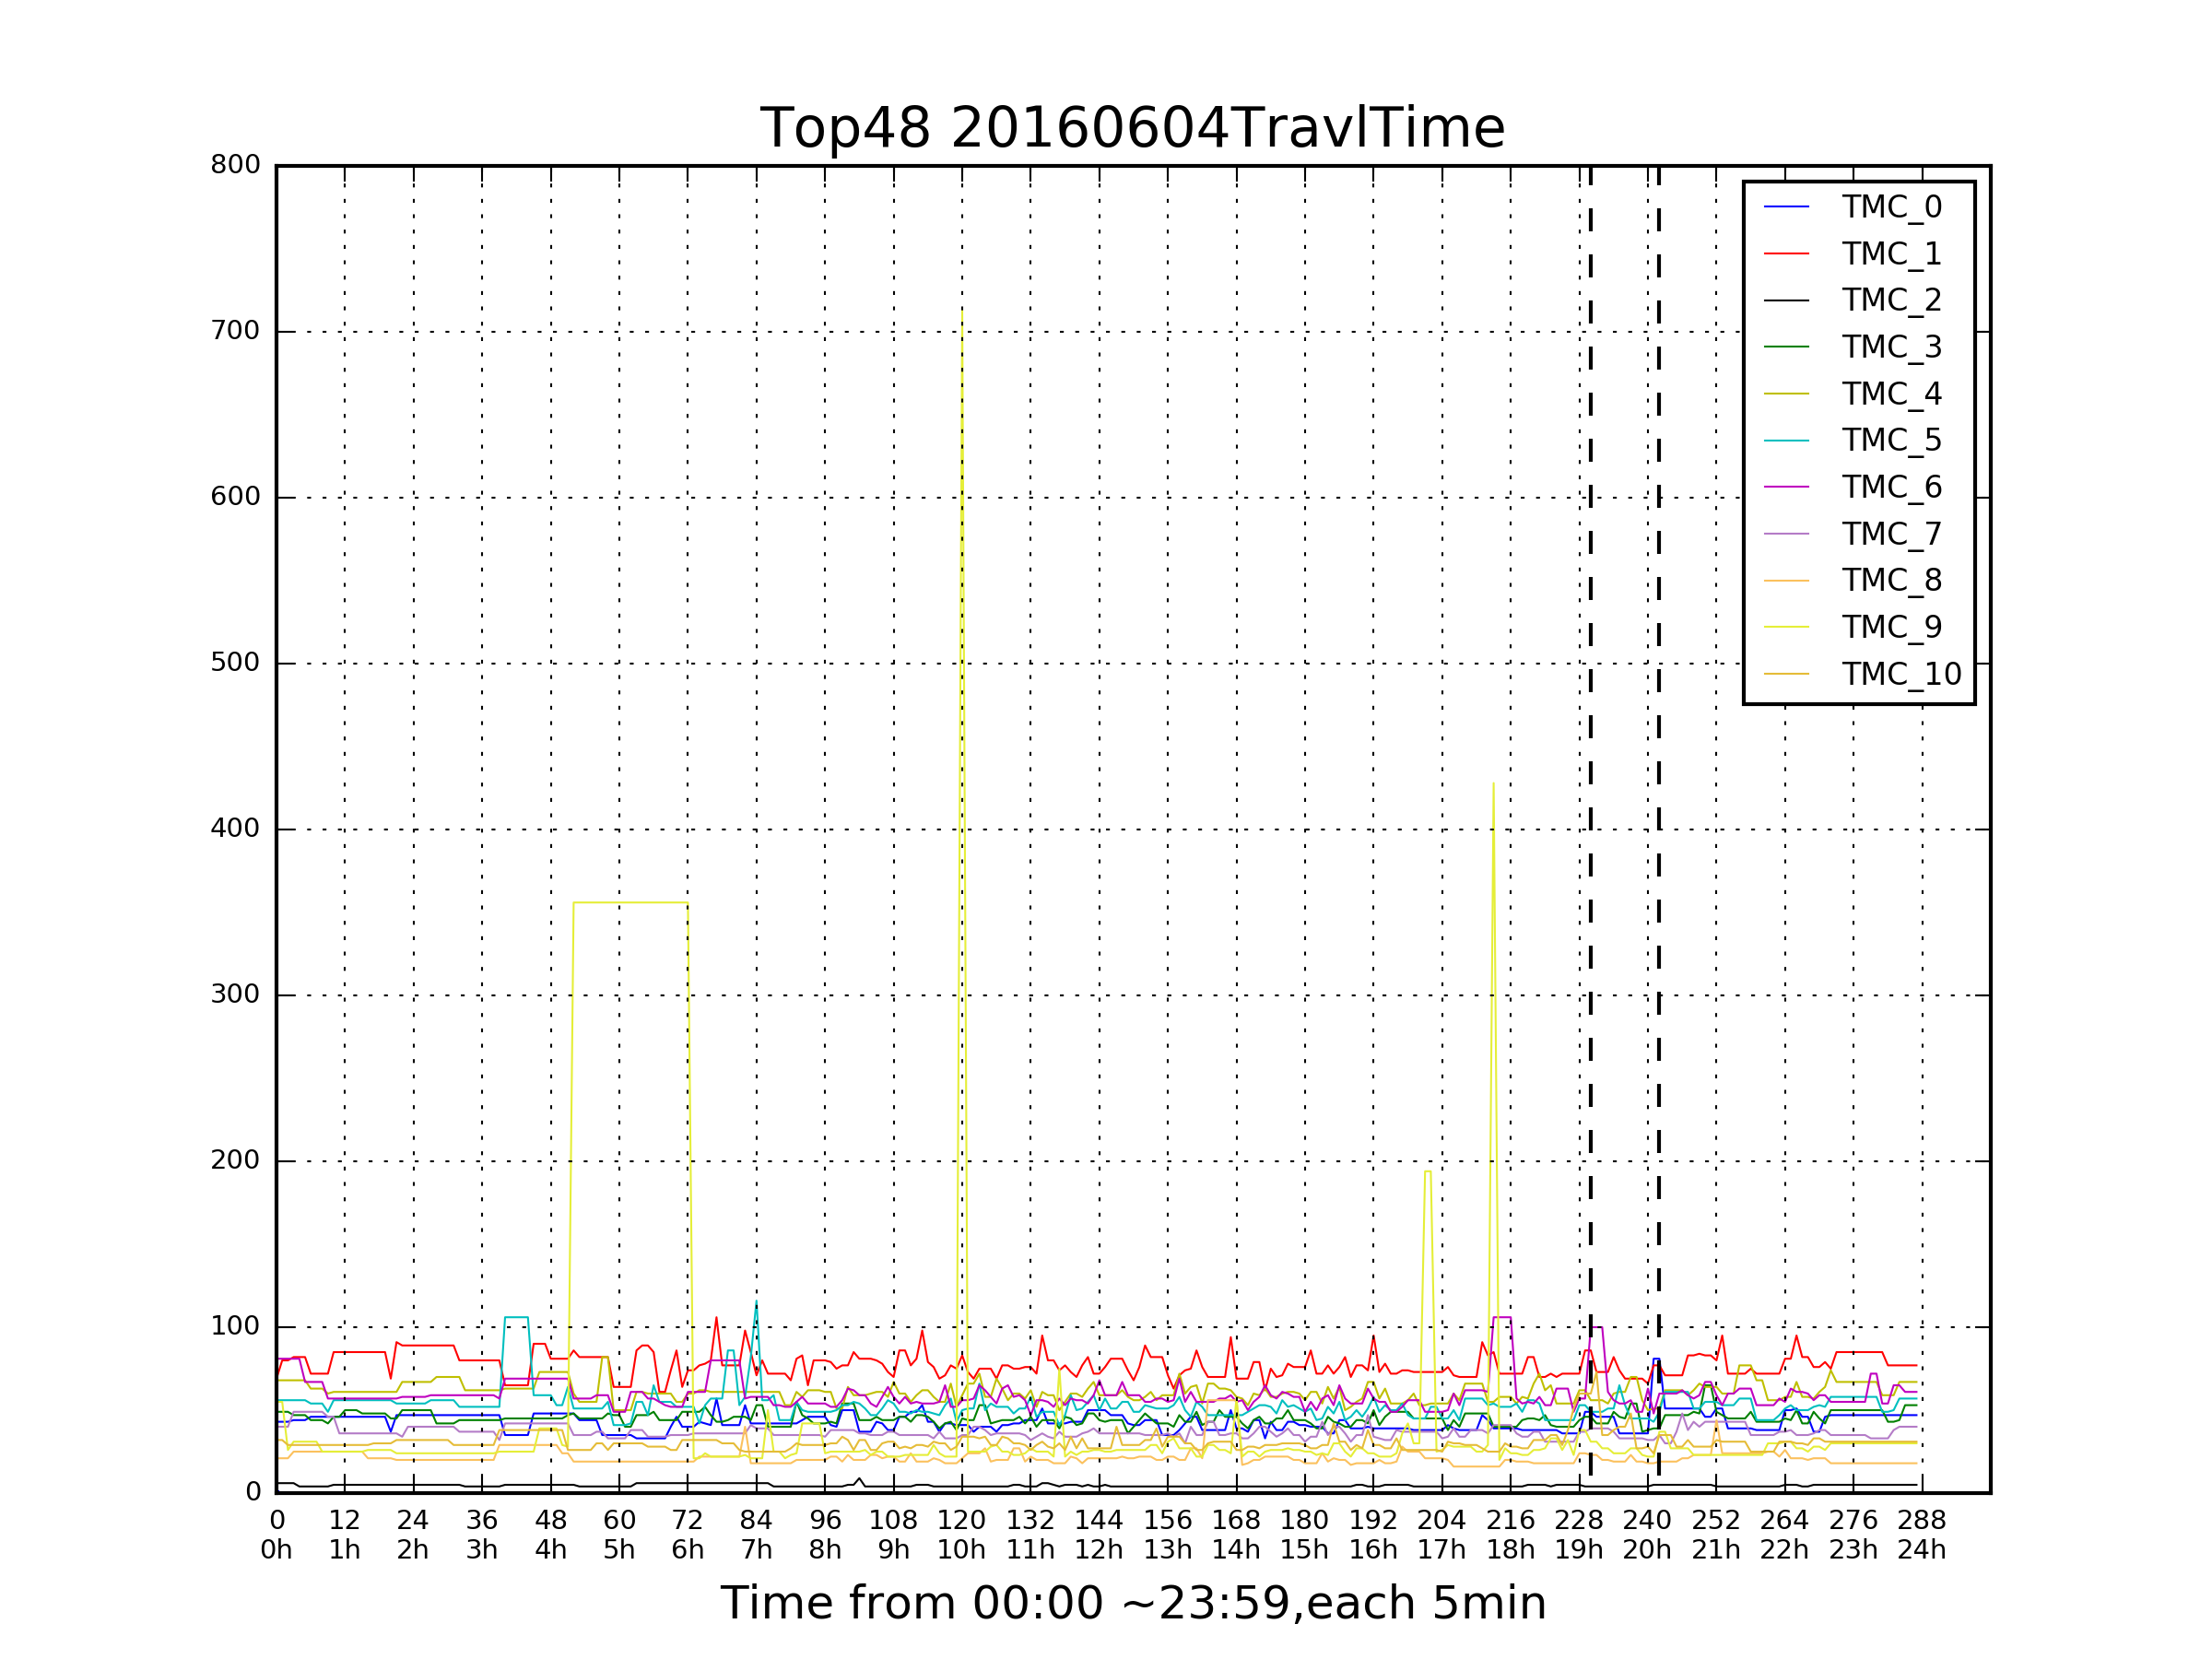 Top48 20160604TravlTime
800
700
600
500
400
300
200
100
0
TMC_0
TMC_1
TMC_2
TMC_3
TMC_4
TMC_5
TMC_6
TMC_7
TMC_8
TMC_9
TMC_10
0 12 24 36 48 60 72 84 96 108 120 132 144 156 168 180 192 204 216 228 240 252 264 276 288
0h 1h 2h 3h 4h 5h 6h 7h 8h 9h 10h 11h 12h 13h 14h 15h 16h 17h 18h 19h 20h 21h 22h 23h 24h
Time from 00:00 ~23:59,each 5min